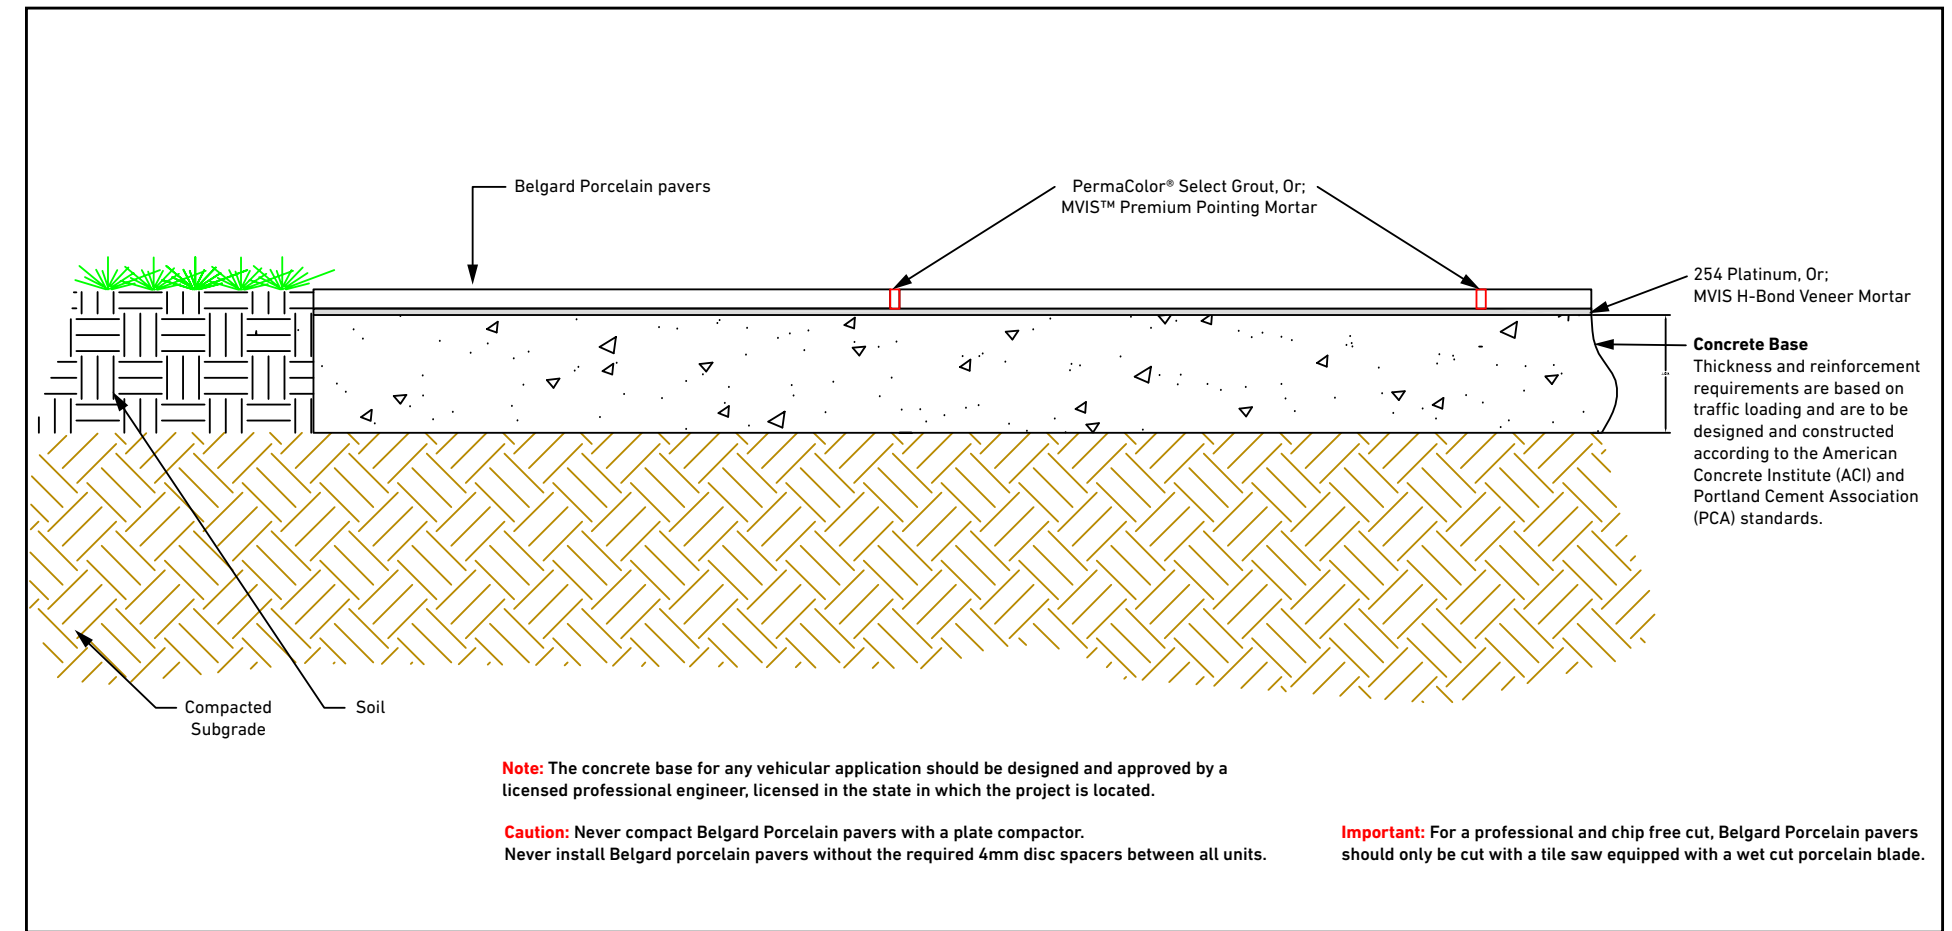 Belgard Porcelain pavers
PermaColor® Select Grout, Or;
MVIS™ Premium Pointing Mortar
254 Platinum, Or;
MVIS H-Bond Veneer Mortar
Concrete Base
Thickness and reinforcement
requirements are based on
traffic loading and are to be
designed and constructed
according to the American
Concrete Institute (ACI) and
Portland Cement Association
(PCA) standards.
Compacted
Subgrade
Soil
Note: The concrete base for any vehicular application should be designed and approved by a
licensed professional engineer, licensed in the state in which the project is located.
Caution: Never compact Belgard Porcelain pavers with a plate compactor.
Never install Belgard porcelain pavers without the required 4mm disc spacers between all units.
Important: For a professional and chip free cut, Belgard Porcelain pavers
should only be cut with a tile saw equipped with a wet cut porcelain blade.